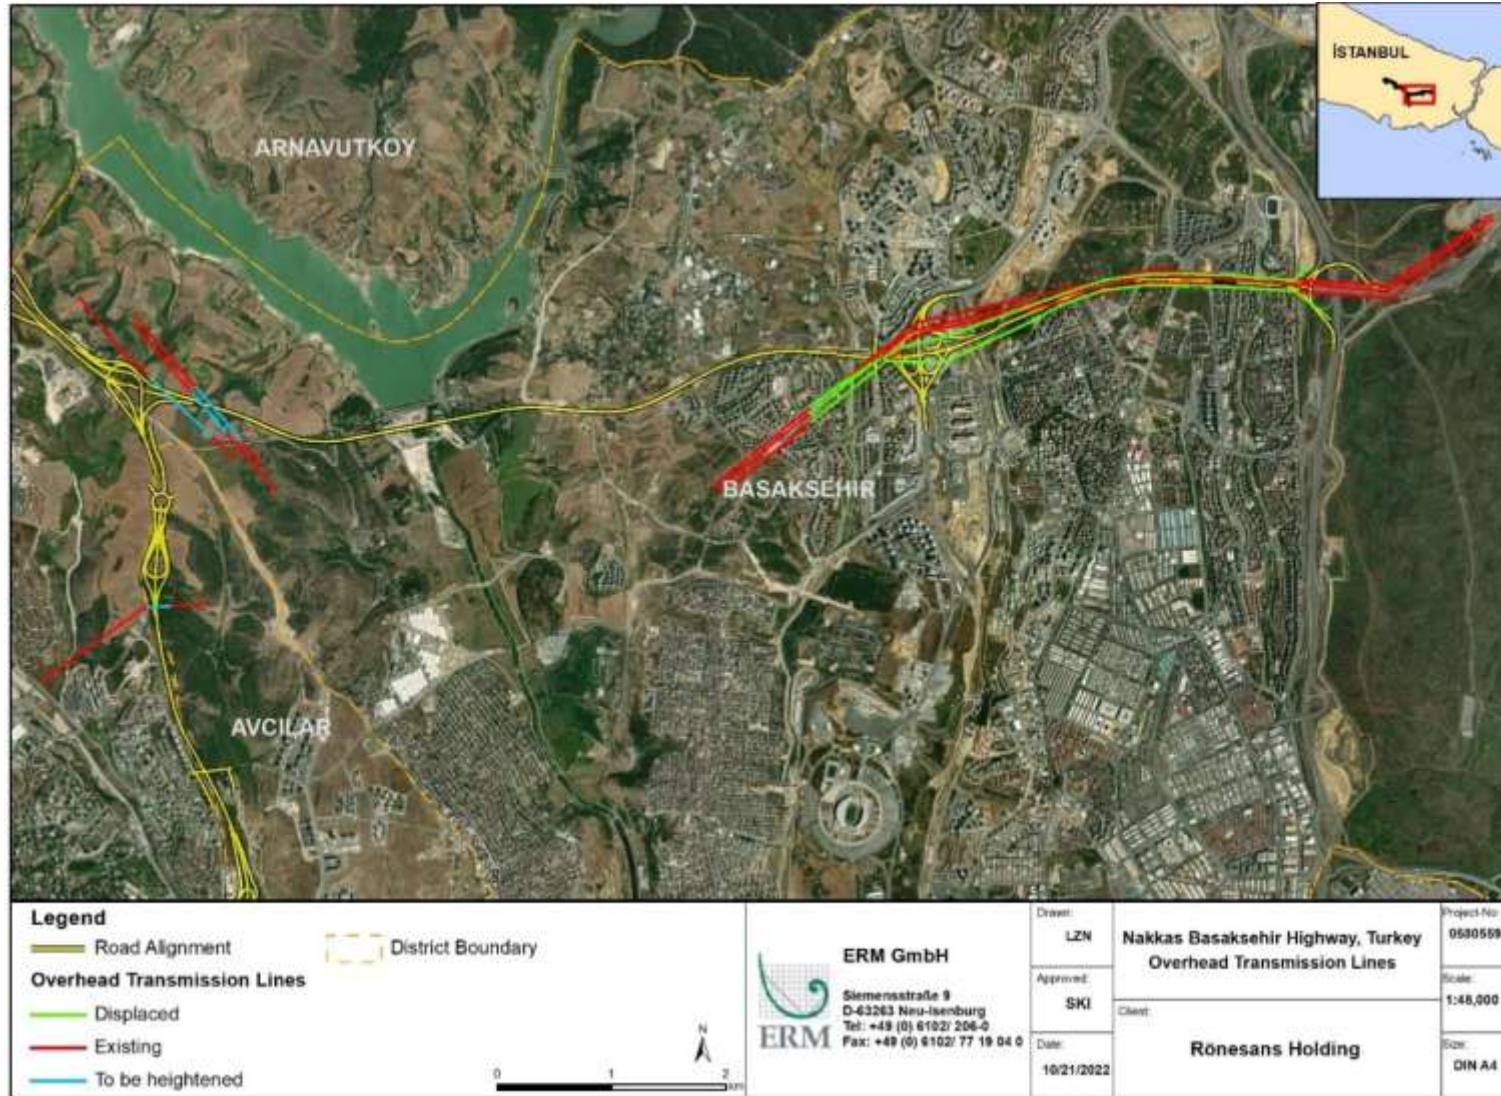 İSTANBUL
ARNAVUTKOY
BASAKSEHIR
AVCILAR
Legend
Road Alignment
District Boundary
Overhead Transmission Lines
Displaced
Existing
To be heightened
N
0 1 2
km
ERM
ERM GmbH
Siemensstraße 9
D-63263 Neu-Isenburg
Tel: +49 (0) 6102/ 206-0
Fax: +49 (0) 6102/ 77 19 04 0
Drawn:
LZN
Approved:
SKI
Date:
10/21/2022
Nakkas Basaksehir Highway, Turkey
Overhead Transmission Lines
Client:
Rönesans Holding
Project-No:
0580559
Scale:
1:48,000
Size:
DIN A4